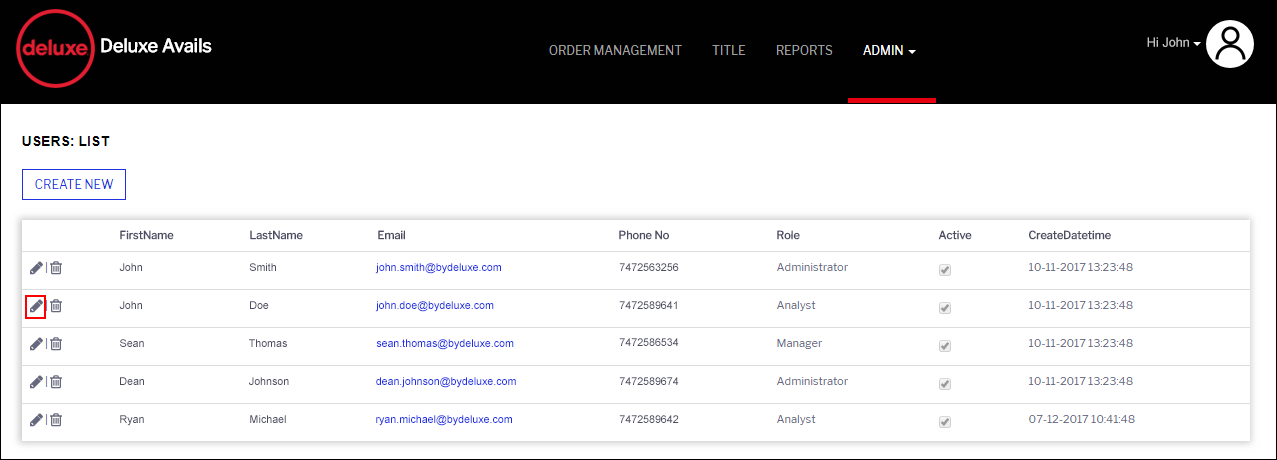 deluxe Deluxe Avails
ORDER MANAGEMENT TITLE REPORTS ADMIN Hi John
USERS: LIST
CREATE NEW
FirstName LastName Email Phone No Role Active CreateDatetime
John Smith john.smith@bydeluxe.com 7472563256 Administrator 10-11-2017 13:23:48
John Doe john.doe@bydeluxe.com 7472589641 Analyst 10-11-2017 13:23:48
Sean Thomas sean.thomas@bydeluxe.com 7472586534 Manager 10-11-2017 13:23:48
Dean Johnson dean.johnson@bydeluxe.com 7472589674 Administrator 10-11-2017 13:23:48
Ryan Michael ryan.michael@bydeluxe.com 7472589642 Analyst 07-12-2017 10:41:48